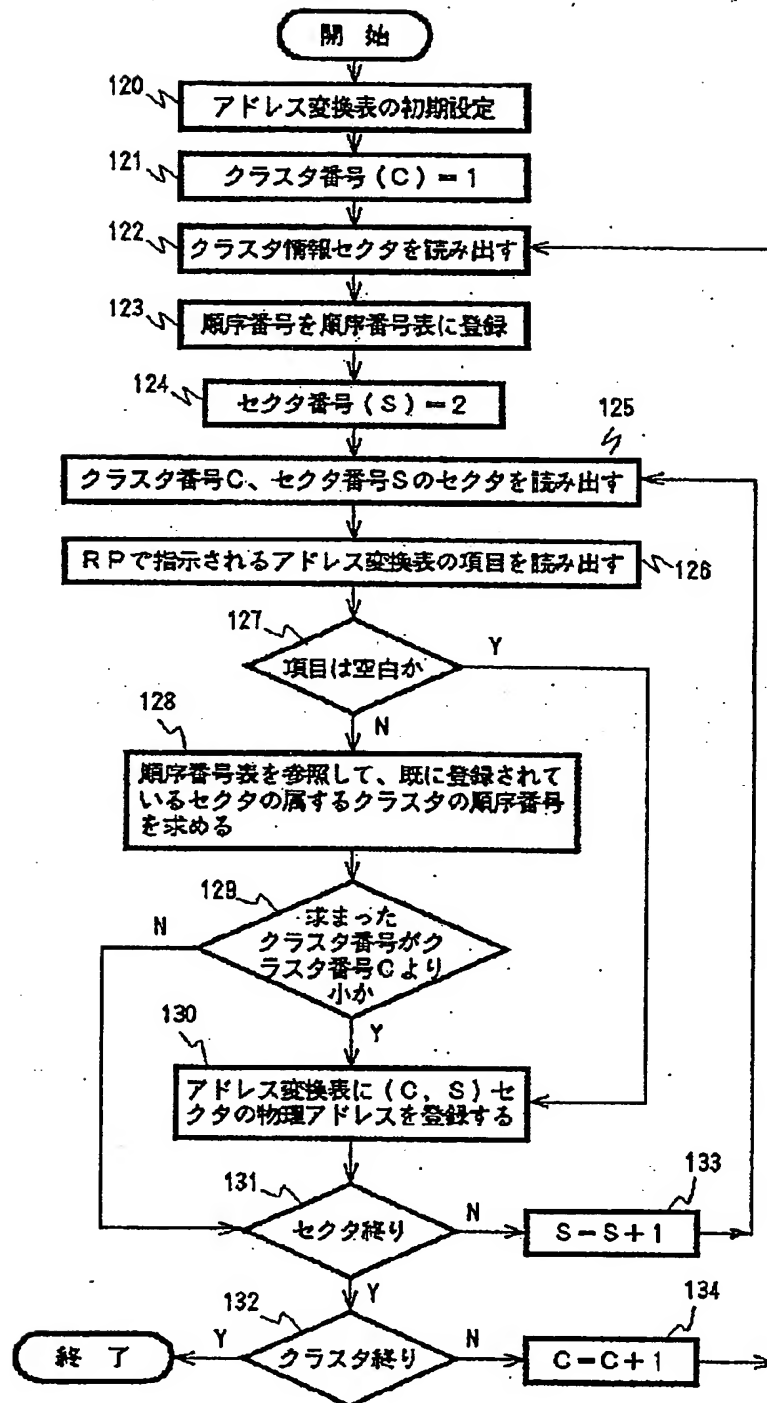 開 始
120
アドレス変換表の初期設定
121
クラスタ番号(C)=1
122
クラスタ情報セクタを読み出す
123
順序番号を順序番号表に登録
124
セクタ番号(S)=2
125
クラスタ番号C、セクタ番号Sのセクタを読み出す
RPで指示されるアドレス変換表の項目を読み出す
126
127
項目は空白か
Y
N
128
順序番号表を参照して、既に登録されて
いるセクタの属するクラスタの順序番号
を求める
129
N
求まった
クラスタ番号がク
ラスタ番号Cより
小か
Y
130
アドレス変換表に(C,S)セ
クタの物理アドレスを登録する
131
セクタ終り
N
133
S=S+1
Y
132
クラスタ終り
Y
終 了
N
134
C=C+1